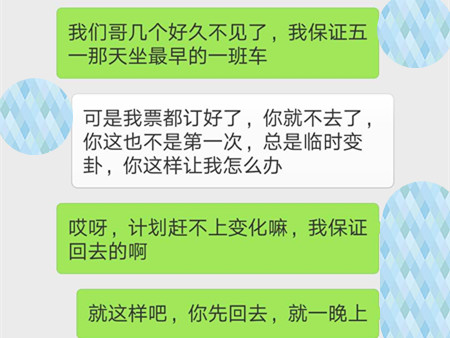 我们哥几个好久不见了，我保证五
一那天坐最早的一班车
可是我票都订好了，你就不去了，
你这也不是第一次，总是临时变
卦，你这样让我怎么办
哎呀，计划赶不上变化嘛，我保证
回去的啊
就这样吧，你先回去，就一晚上